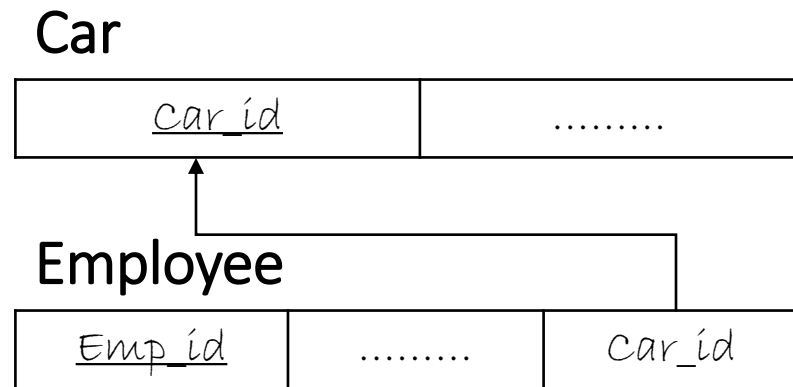 Car
Car_id .........
Employee
Emp_id ......... Car_id